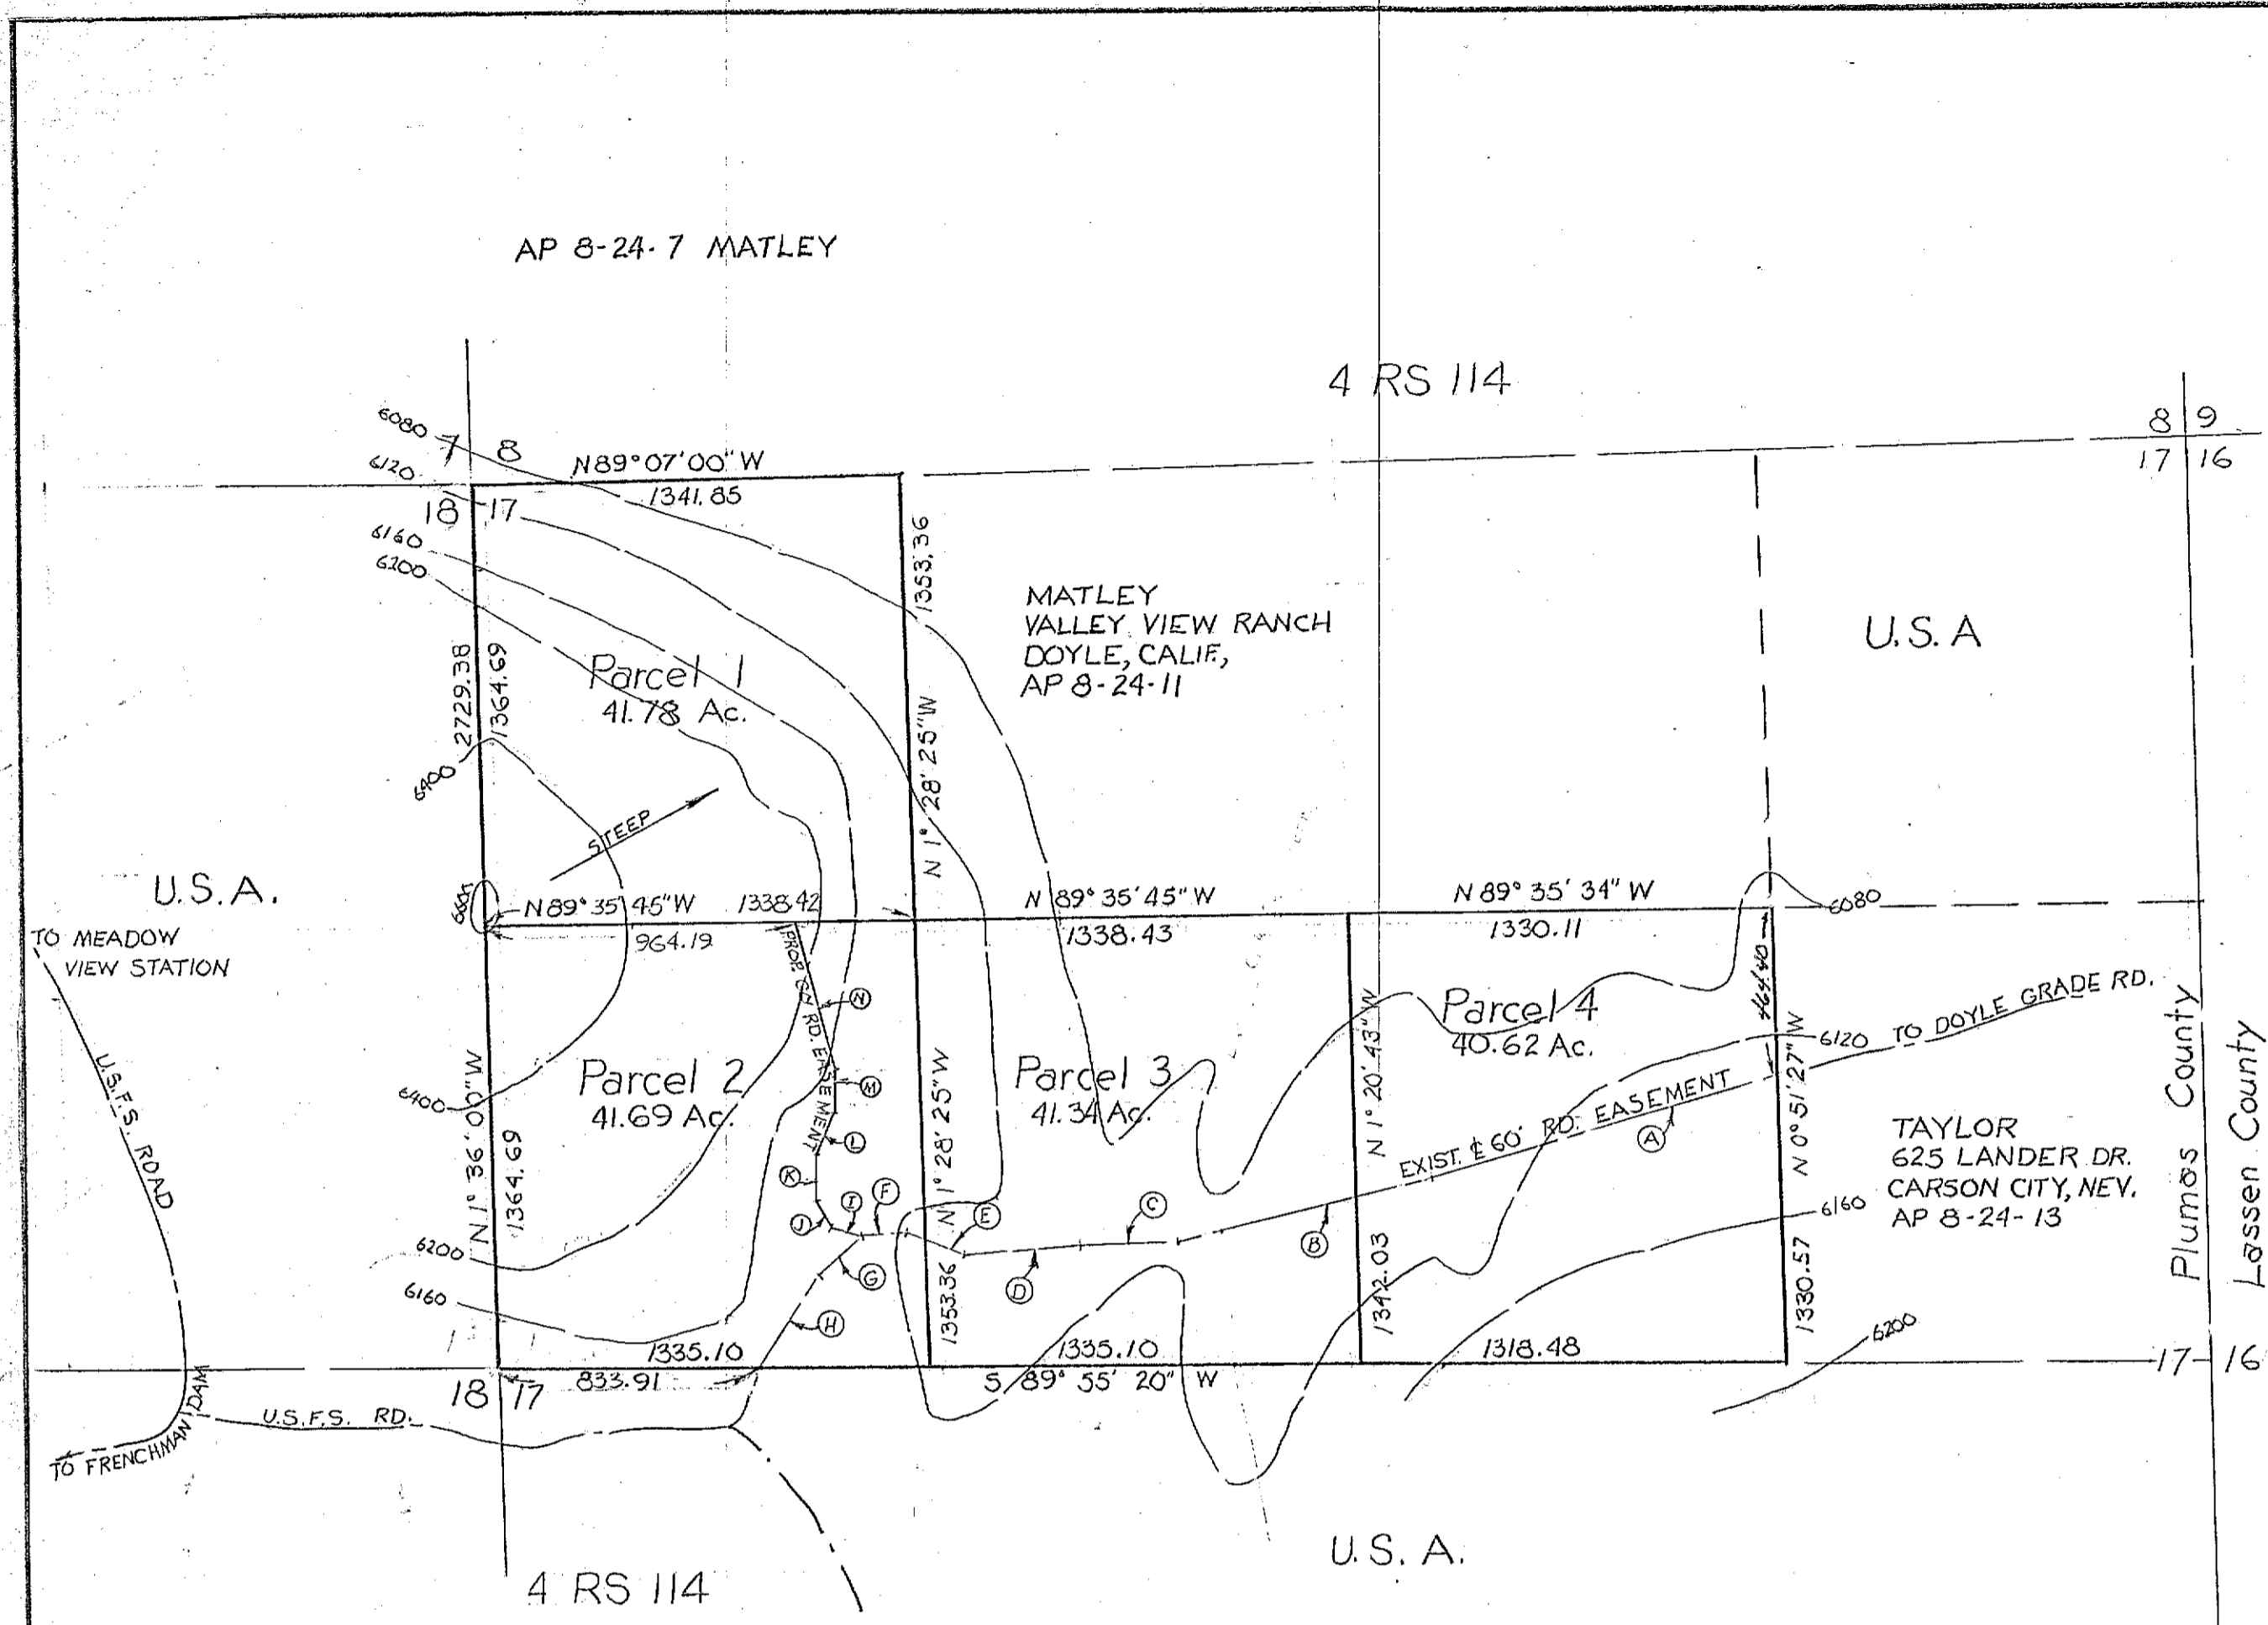 AP 8-24-7 MATLEY
4 RS 114
8 9
17 16
6080
7 8
N89°07'00"W
1341.85
6120
18 17
6160
6200
1353.36
MATLEY
VALLEY VIEW RANCH
DOYLE, CALIF.,
AP 8-24-11
U.S.A
2729.38
1364.69
Parcel 1
41.78 Ac.
N 1° 28' 25"W
6400
STEEP
U.S.A.
N89°35'45"W
1338.42
964.19
N 89° 35' 45" W
1338.43
N 89° 35' 34" W
1330.11
6080
TO MEADOW
VIEW STATION
464.40
PROP. RD. EASEMENT
N
Parcel 4
40.62 Ac.
N 1° 20' 43" W
6120
TO DOYLE GRADE RD.
U.S.F.S. ROAD
Parcel 2
41.69 Ac.
M
Parcel 3
41.34 Ac.
6400
L
EXIST. ℄ 60' RD. EASEMENT
A
N 0° 51' 27" W
TAYLOR
625 LANDER DR.
CARSON CITY, NEV.
AP 8-24-13
Plumas County
Lassen County
N 1° 36' 00" W
1364.69
N 1° 28' 25"W
K
I
F
J
E
C
B
6160
6200
G
D
6160
H
1353.36
1342.03
1330.57
6200
1335.10
1335.10
1318.48
833.91
S 89° 55' 20" W
18 17
17 16
U.S.F.S. RD.
TO FRENCHMAN DAM
U.S.A.
4 RS 114